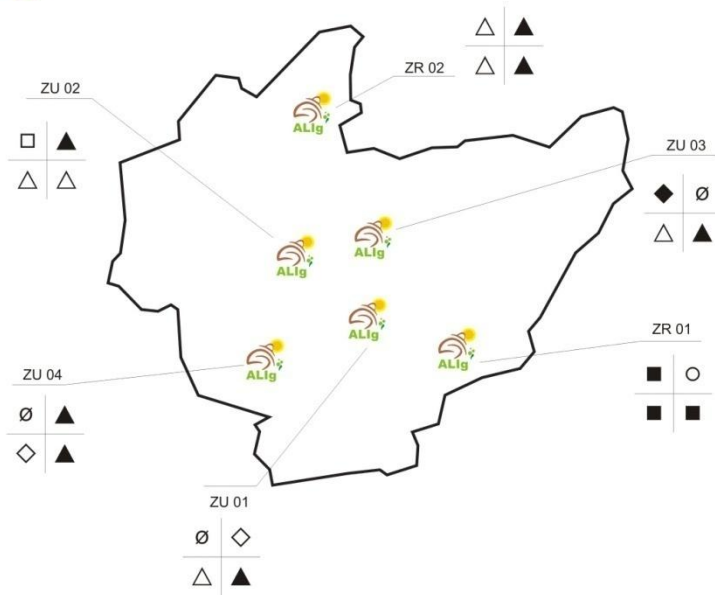 ZR 02
ALIg
ZU 02
ZU 03
ALIg
ALIg
ALIg
ZR 01
ALIg
ALIg
ZU 04
Ø
Ø
ZU 01
Ø